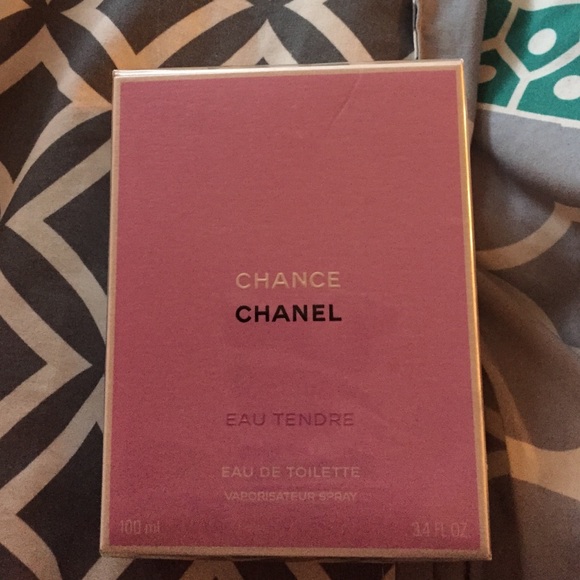 CHANCE
CHANEL
EAU TENDRE
EAU DE TOILETTE
VAPORISATEUR SPRAY
100 ml 3.4 FL. OZ.